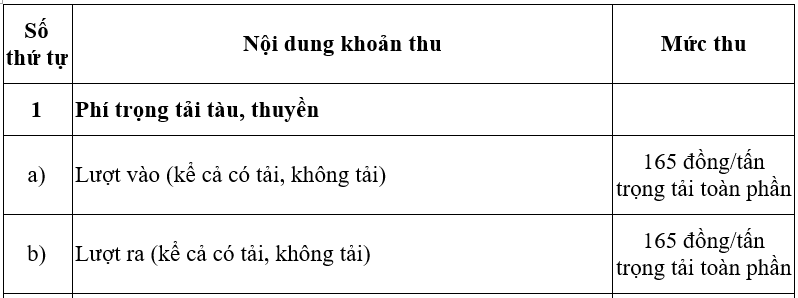 Số
thứ tự
Nội dung khoản thu
Mức thu
1
Phí trọng tải tàu, thuyền
a)
Lượt vào (kể cả có tải, không tải)
165 đồng/tấn
trọng tải toàn phần
b)
Lượt ra (kể cả có tải, không tải)
165 đồng/tấn
trọng tải toàn phần